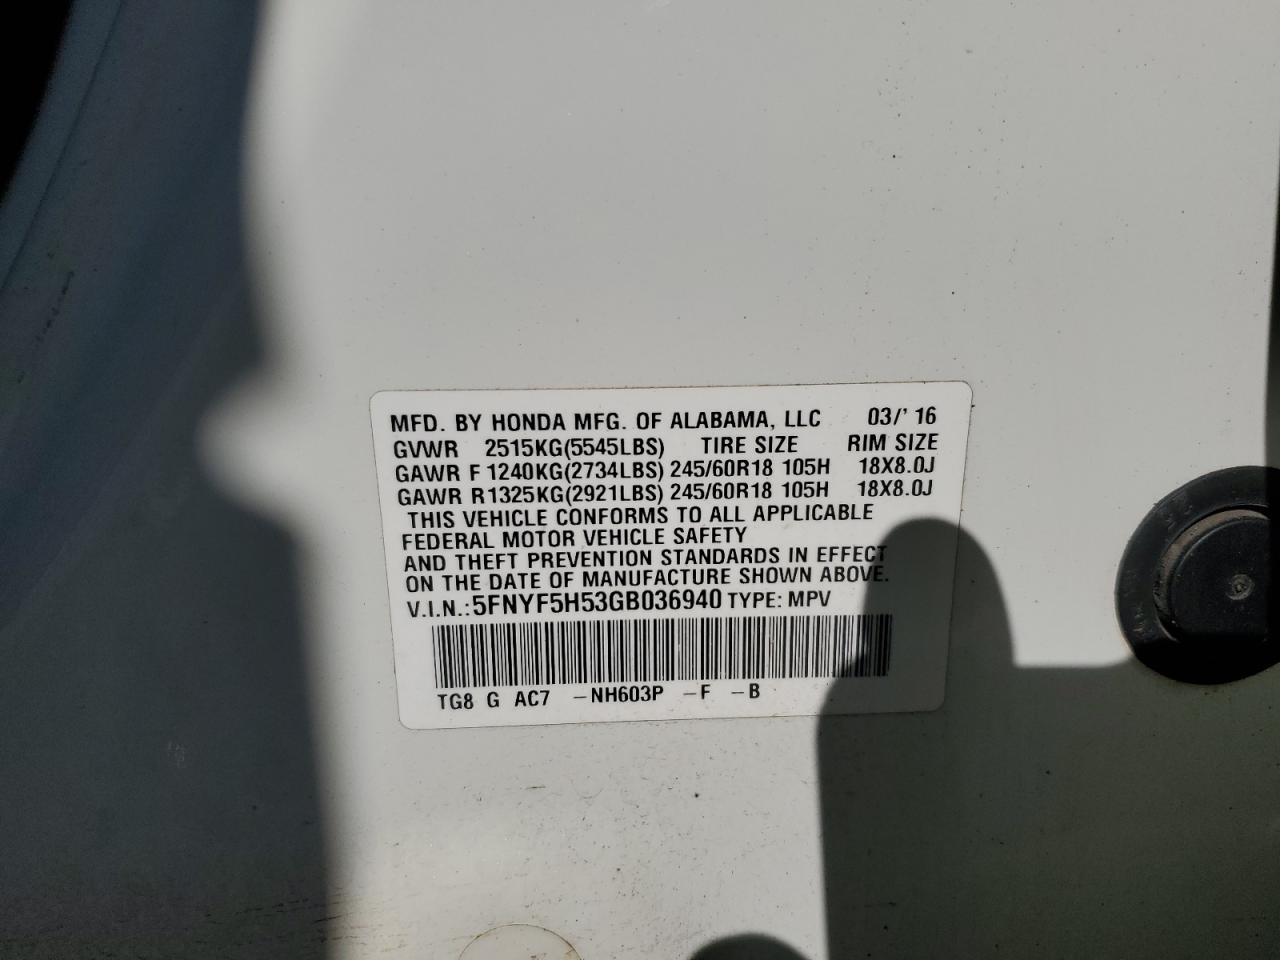 MFD. BY HONDA MFG. OF ALABAMA, LLC 03/'16
GVWR 2515KG(5545LBS) TIRE SIZE RIM SIZE
GAWR F 1240KG(2734LBS) 245/60R18 105H 18X8.0J
GAWR R 1325KG(2921LBS) 245/60R18 105H 18X8.0J
THIS VEHICLE CONFORMS TO ALL APPLICABLE
FEDERAL MOTOR VEHICLE SAFETY
AND THEFT PREVENTION STANDARDS IN EFFECT
ON THE DATE OF MANUFACTURE SHOWN ABOVE.
V.I.N.:5FNYF5H53GB036940 TYPE: MPV
TG8 G AC7 -NH603P -F -B